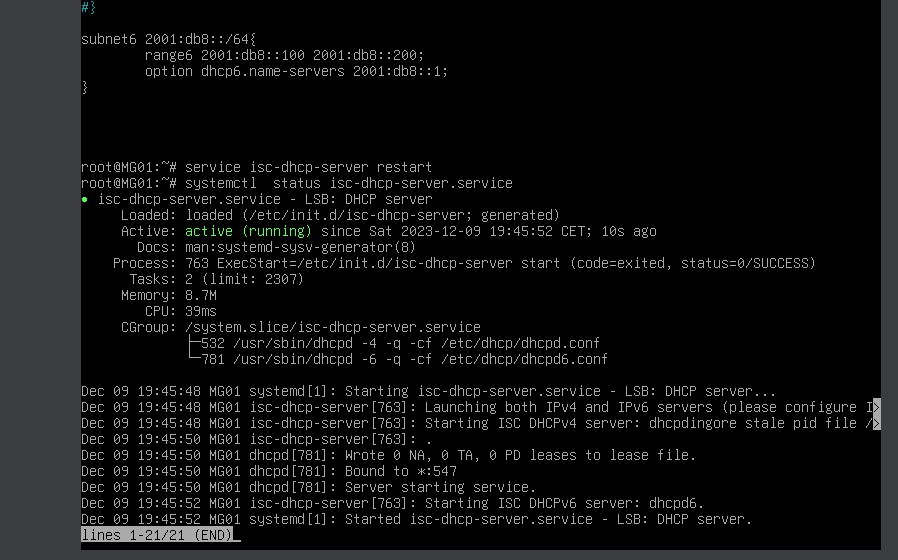 #}
subnet6 2001:db8::/64{
        range6 2001:db8::100 2001:db8::200;
        option dhcp6.name-servers 2001:db8::1;
}
root@MG01:~# service isc-dhcp-server restart
root@MG01:~# systemctl  status isc-dhcp-server.service
● isc-dhcp-server.service - LSB: DHCP server
     Loaded: loaded (/etc/init.d/isc-dhcp-server; generated)
     Active: active (running) since Sat 2023-12-09 19:45:52 CET; 10s ago
       Docs: man:systemd-sysv-generator(8)
    Process: 763 ExecStart=/etc/init.d/isc-dhcp-server start (code=exited, status=0/SUCCESS)
      Tasks: 2 (limit: 2307)
     Memory: 8.7M
        CPU: 39ms
     CGroup: /system.slice/isc-dhcp-server.service
             ├─532 /usr/sbin/dhcpd -4 -q -cf /etc/dhcp/dhcpd.conf
             └─781 /usr/sbin/dhcpd -6 -q -cf /etc/dhcp/dhcpd6.conf
Dec 09 19:45:48 MG01 systemd[1]: Starting isc-dhcp-server.service - LSB: DHCP server...
Dec 09 19:45:48 MG01 isc-dhcp-server[763]: Launching both IPv4 and IPv6 servers (please configure I>
Dec 09 19:45:48 MG01 isc-dhcp-server[763]: Starting ISC DHCPv4 server: dhcpdingore stale pid file />
Dec 09 19:45:50 MG01 isc-dhcp-server[763]: .
Dec 09 19:45:50 MG01 dhcpd[781]: Wrote 0 NA, 0 TA, 0 PD leases to lease file.
Dec 09 19:45:50 MG01 dhcpd[781]: Bound to *:547
Dec 09 19:45:50 MG01 dhcpd[781]: Server starting service.
Dec 09 19:45:52 MG01 isc-dhcp-server[763]: Starting ISC DHCPv6 server: dhcpd6.
Dec 09 19:45:52 MG01 systemd[1]: Started isc-dhcp-server.service - LSB: DHCP server.
lines 1-21/21 (END)